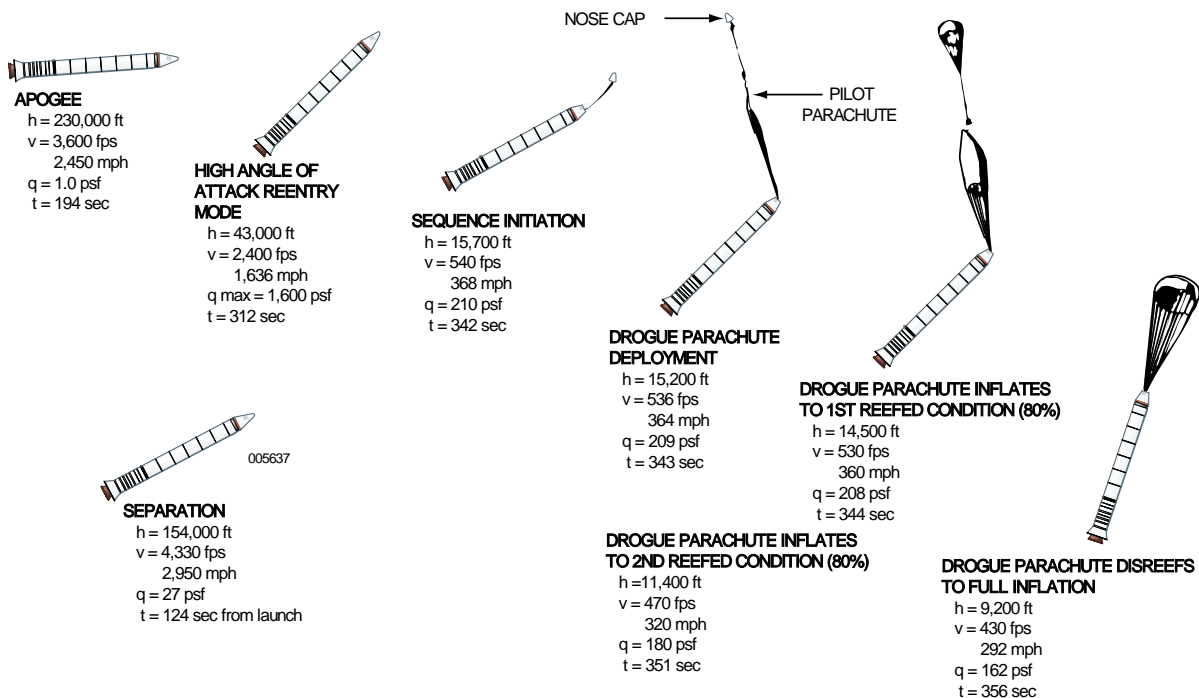 NOSE CAP
PILOT
PARACHUTE
APOGEE
h = 230,000 ft
v = 3,600 fps
2,450 mph
q = 1.0 psf
t = 194 sec
HIGH ANGLE OF
ATTACK REENTRY
MODE
h = 43,000 ft
v = 2,400 fps
1,636 mph
q max = 1,600 psf
t = 312 sec
SEQUENCE INITIATION
h = 15,700 ft
v = 540 fps
368 mph
q = 210 psf
t = 342 sec
DROGUE PARACHUTE
DEPLOYMENT
h = 15,200 ft
v = 536 fps
364 mph
q = 209 psf
t = 343 sec
DROGUE PARACHUTE INFLATES
TO 1ST REEFED CONDITION (80%)
h = 14,500 ft
v = 530 fps
360 mph
q = 208 psf
t = 344 sec
005637
SEPARATION
h = 154,000 ft
v = 4,330 fps
2,950 mph
q = 27 psf
t = 124 sec from launch
DROGUE PARACHUTE INFLATES
TO 2ND REEFED CONDITION (80%)
h =11,400 ft
v = 470 fps
320 mph
q = 180 psf
t = 351 sec
DROGUE PARACHUTE DISREEFS
TO FULL INFLATION
h = 9,200 ft
v = 430 fps
292 mph
q = 162 psf
t = 356 sec